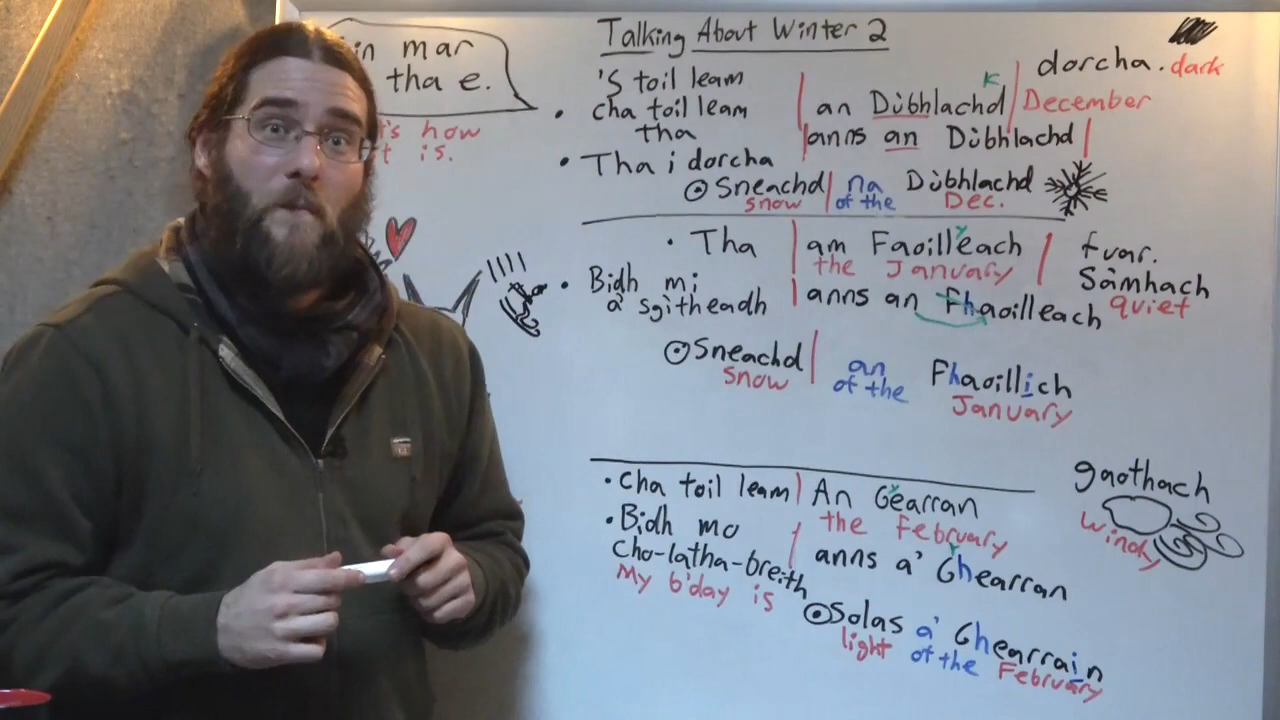 in mar
tha e.
's how
t is.
Talking About Winter 2
'S toil leam
cha toil leam
tha
an Dùbhlachd
k
December
anns an Dùbhlachd
dorcha. dark
Tha i dorcha
Sneachd na Dùbhlachd
snow of the Dec.
Tha am Faoilleach fuar.
the January
Sàmhach
quiet
Bidh mi
a' sgitheadh
anns an Fhaoilleach
Sneachd an Fhaoillich
snow of the January
Cha toil leam An Gearran
the February
gaothach
windy
Bidh mo
Cho-latha-breith
My b'day is
anns a' Ghearran
Solas a' Ghearrain
light of the February